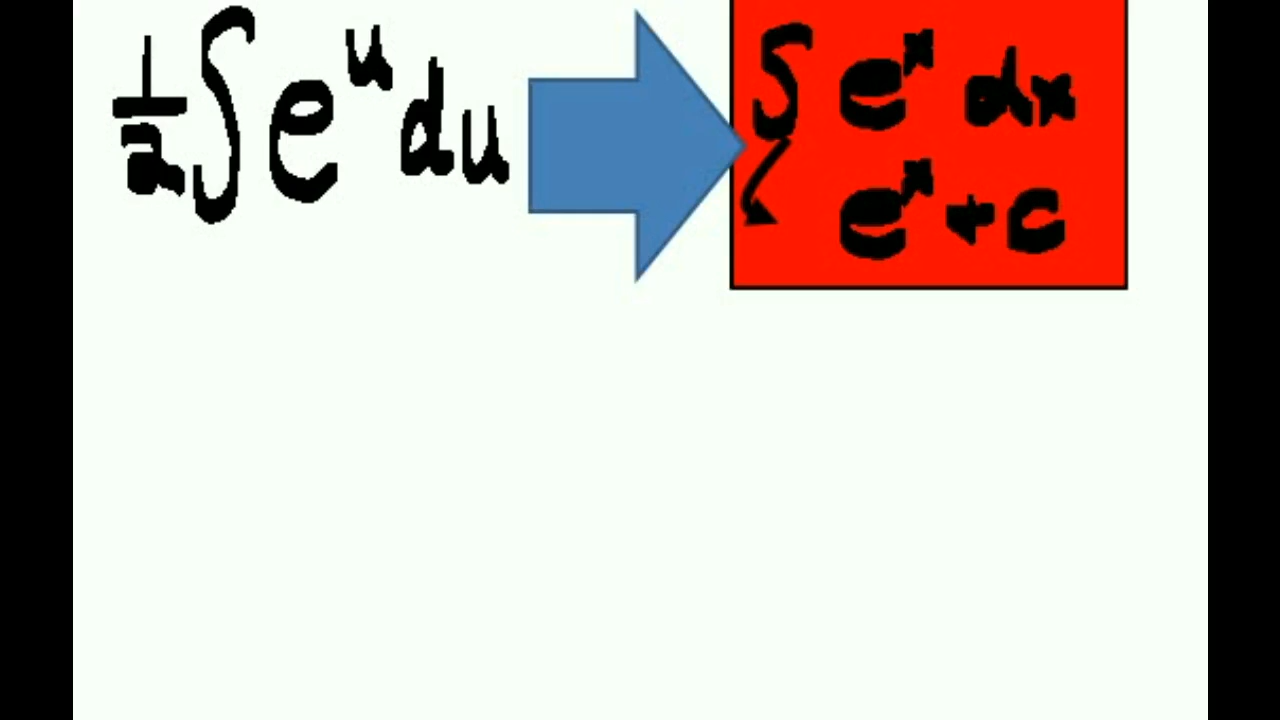 ½∫e^u du
∫ e^x dx
e^x + c